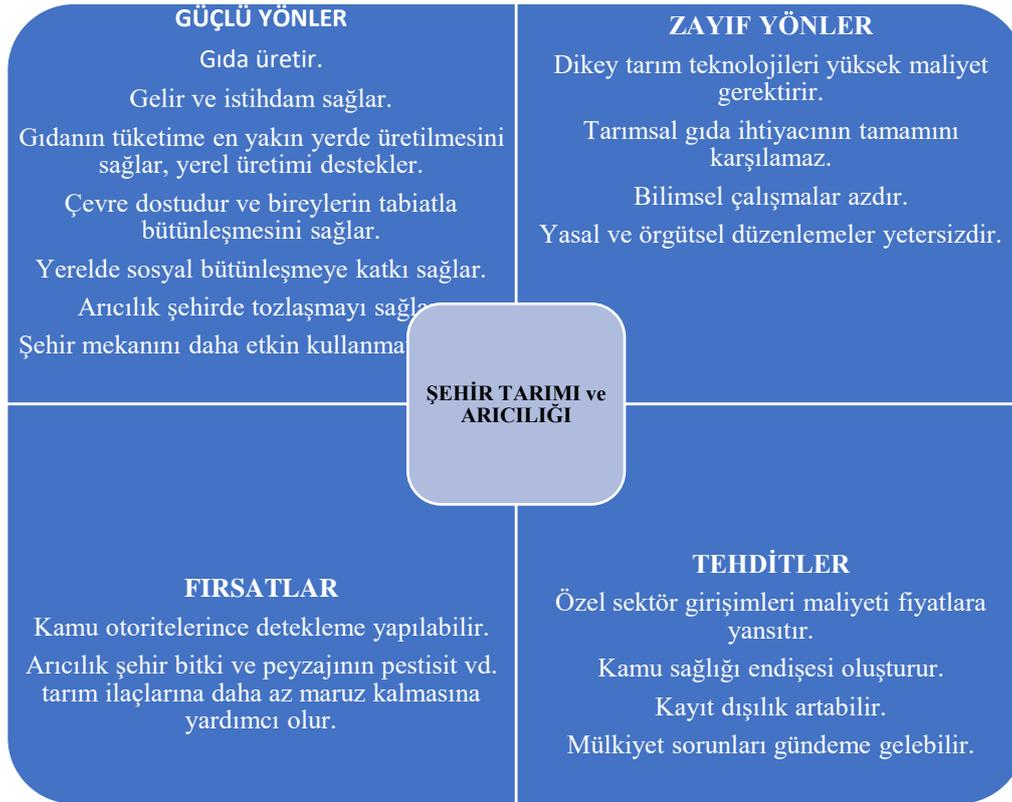 GÜÇLÜ YÖNLER
Gıda üretir.
Gelir ve istihdam sağlar.
Gıdanın tüketime en yakın yerde üretilmesini
sağlar, yerel üretimi destekler.
Çevre dostudur ve bireylerin tabiatla
bütünleşmesini sağlar.
Yerelde sosyal bütünleşmeye katkı sağlar.
Arıcılık şehirde tozlaşmayı
Şehir mekanını daha etkin
ZAYIF YÖNLER
Dikey tarım teknolojileri yüksek maliyet
gerektirir.
Tarımsal gıda ihtiyacının tamamını
karşılamaz.
Bilimsel çalışmalar azdır.
Yasal ve örgütsel düzenlemeler yetersizdir.
ŞEHİR TARIMI ve
ARICILIĞI
FIRSATLAR
Kamu otoritelerince detekleme yapılabilir.
Arıcılık şehir bitki ve peyzajının pestisit vd.
tarım ilaçlarına daha az maruz kalmasına
yardımcı olur.
TEHDİTLER
Özel sektör girişimleri maliyeti fiyatlara
yansıtır.
Kamu sağlığı endişesi oluşturur.
Kayıt dışılık artabilir.
Mülkiyet sorunları gündeme gelebilir.